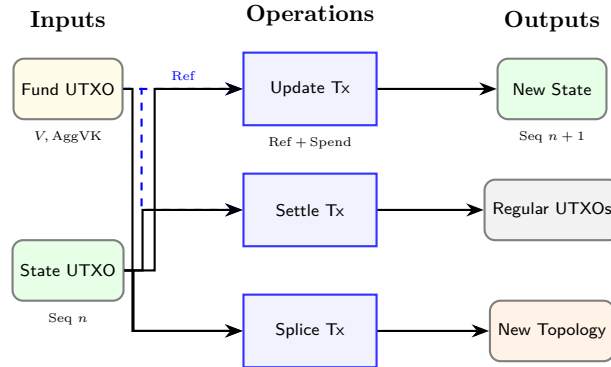 Inputs
Operations
Outputs
Fund UTXO
V, AggVK
Ref
Update Tx
Ref + Spend
New State
Seq n + 1
Settle Tx
Regular UTXOs
State UTXO
Seq n
Splice Tx
New Topology